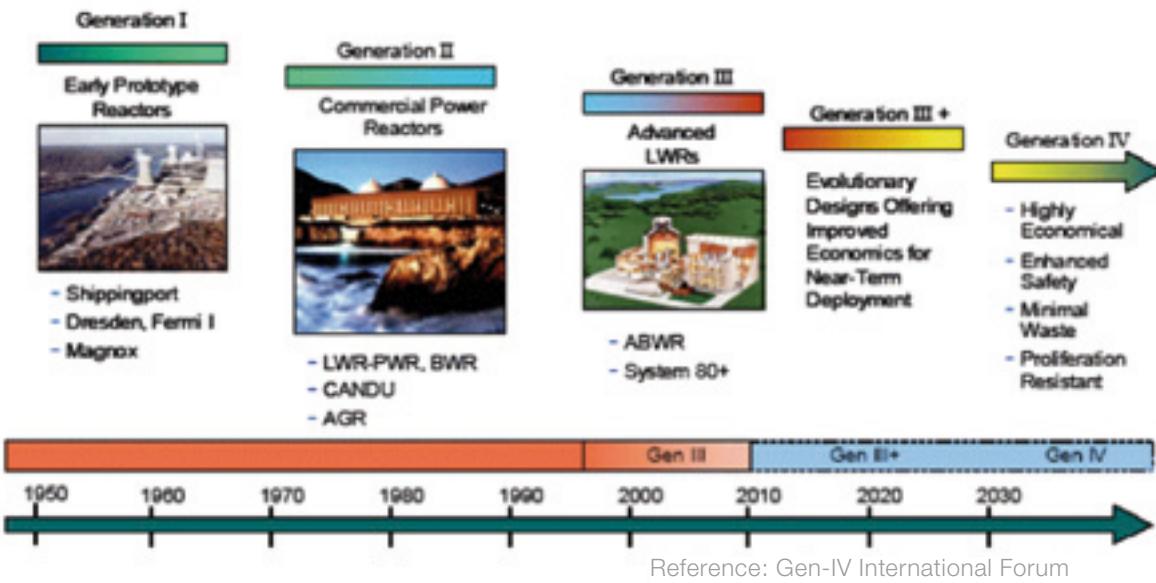 Generation I
Early Prototype
Reactors
- Shippingport
- Dresden, Fermi I
- Magnox
Generation II
Commercial Power
Reactors
- LWR-PWR, BWR
- CANDU
- AGR
Generation III
Advanced
LWRs
- ABWR
- System 80+
Generation III +
Evolutionary
Designs Offering
Improved
Economics for
Near-Term
Deployment
Generation IV
- Highly
Economical
- Enhanced
Safety
- Minimal
Waste
- Proliferation
Resistant
Gen III
Gen III+
Gen IV
1950
1960
1970
1980
1990
2000
2010
2020
2030
Reference: Gen-IV International Forum